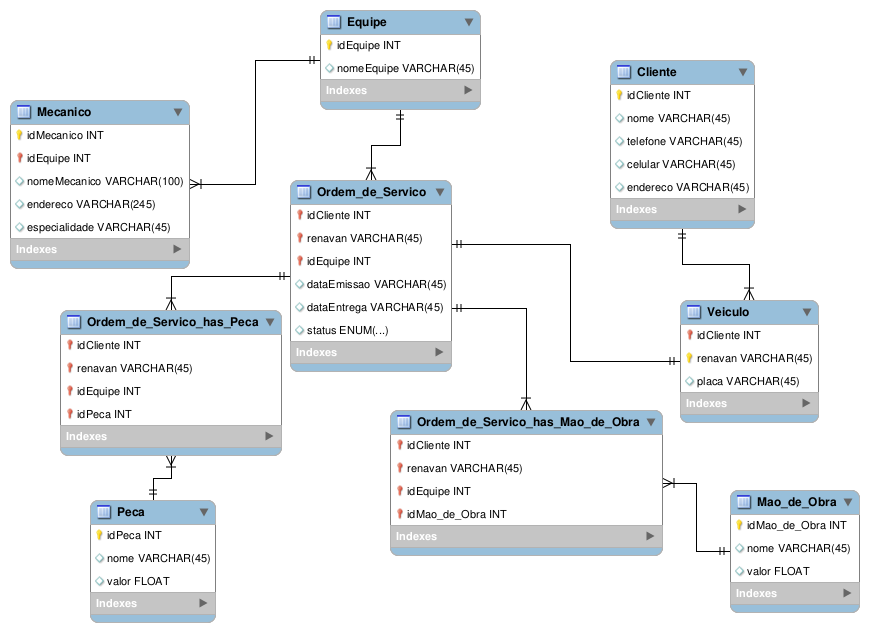 Equipe
idEquipe INT
nomeEquipe VARCHAR(45)
Indexes
Cliente
idCliente INT
nome VARCHAR(45)
telefone VARCHAR(45)
celular VARCHAR(45)
endereco VARCHAR(45)
Indexes
Mecanico
idMecanico INT
idEquipe INT
nomeMecanico VARCHAR(100)
endereco VARCHAR(245)
especialidade VARCHAR(45)
Indexes
Ordem_de_Servico
idCliente INT
renavan VARCHAR(45)
idEquipe INT
dataEmissao VARCHAR(45)
dataEntrega VARCHAR(45)
status ENUM(...)
Indexes
Veiculo
idCliente INT
renavan VARCHAR(45)
placa VARCHAR(45)
Indexes
Ordem_de_Servico_has_Peca
idCliente INT
renavan VARCHAR(45)
idEquipe INT
idPeca INT
Indexes
Ordem_de_Servico_has_Mao_de_Obra
idCliente INT
renavan VARCHAR(45)
idEquipe INT
idMao_de_Obra INT
Indexes
Peca
idPeca INT
nome VARCHAR(45)
valor FLOAT
Indexes
Mao_de_Obra
idMao_de_Obra INT
nome VARCHAR(45)
valor FLOAT
Indexes